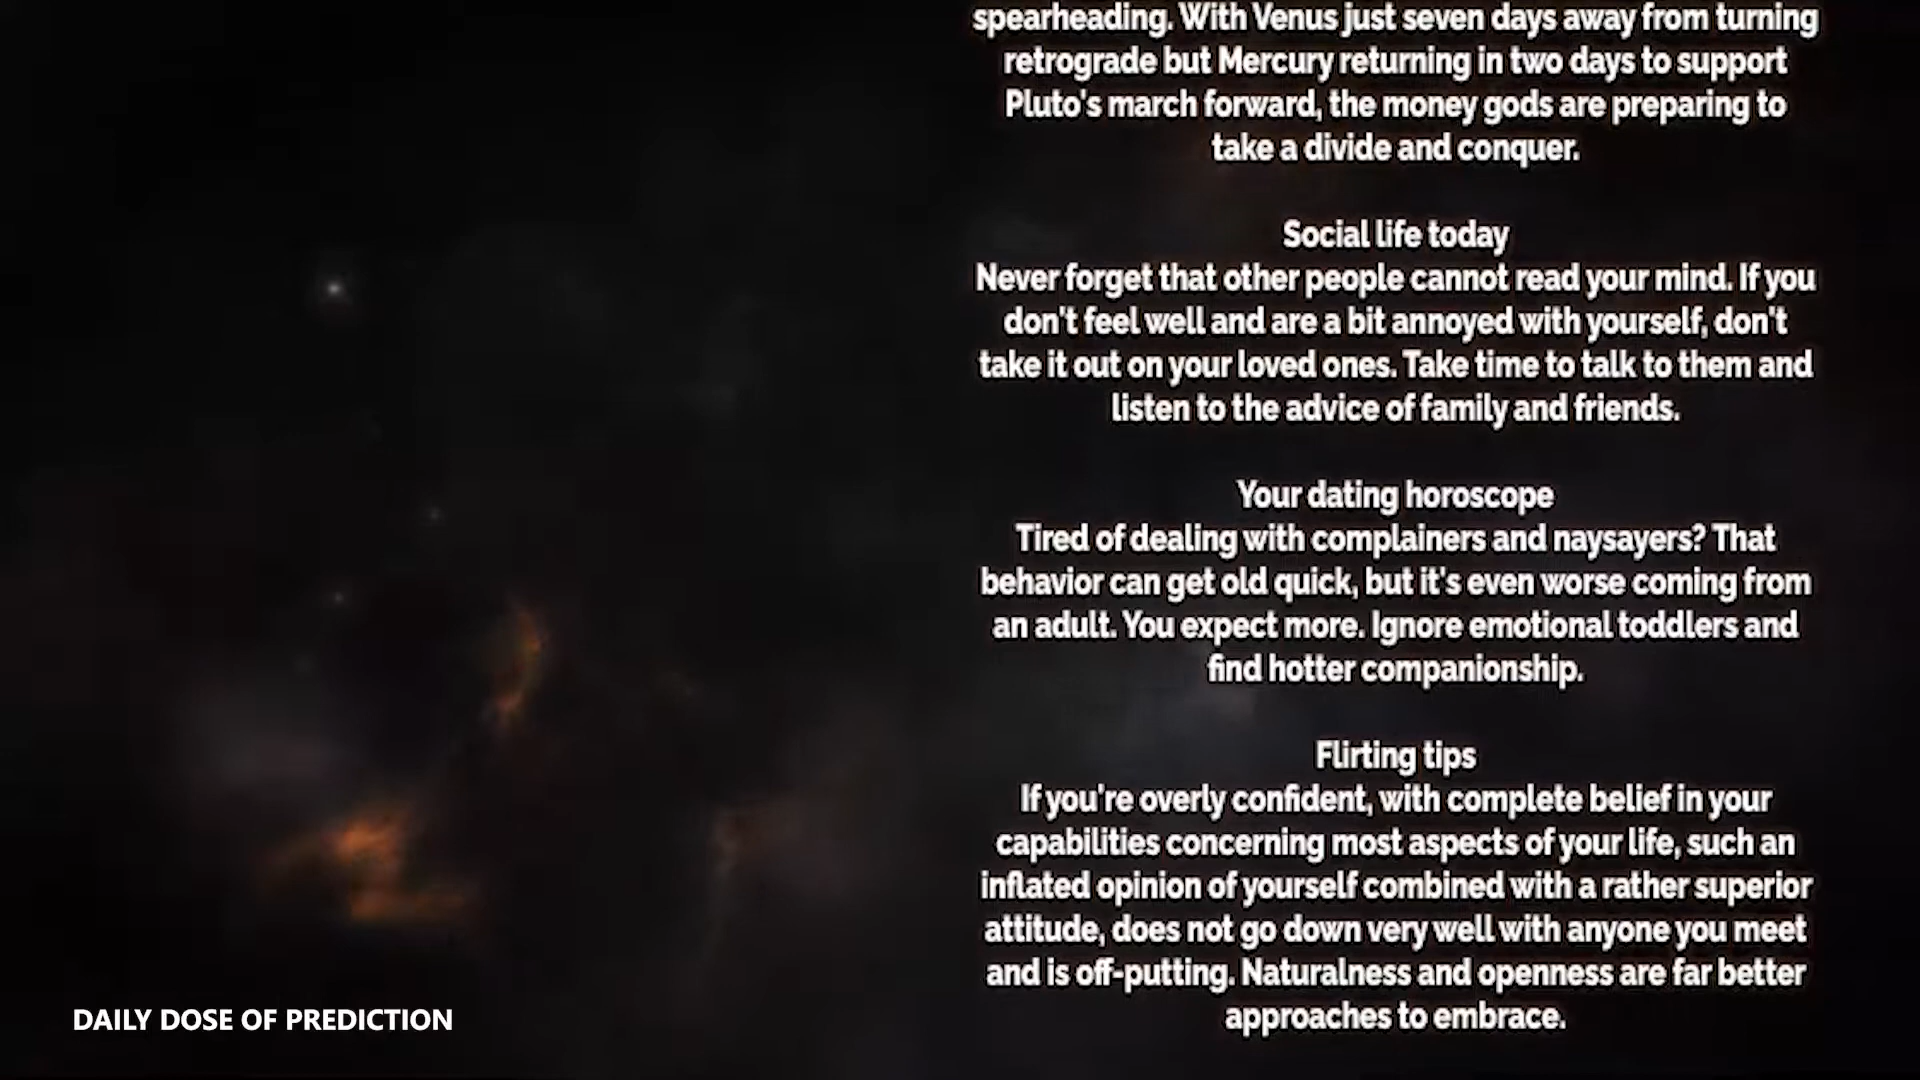 spearheading. With Venus just seven days away from turning
retrograde but Mercury returning in two days to support
Pluto's march forward, the money gods are preparing to
take a divide and conquer.
Social life today
Never forget that other people cannot read your mind. If you
don't feel well and are a bit annoyed with yourself, don't
take it out on your loved ones. Take time to talk to them and
listen to the advice of family and friends.
Your dating horoscope
Tired of dealing with complainers and naysayers? That
behavior can get old quick, but it's even worse coming from
an adult. You expect more. Ignore emotional toddlers and
find hotter companionship.
Flirting tips
If you're overly confident, with complete belief in your
capabilities concerning most aspects of your life, such an
inflated opinion of yourself combined with a rather superior
attitude, does not go down very well with anyone you meet
and is off-putting. Naturalness and openness are far better
approaches to embrace.
DAILY DOSE OF PREDICTION